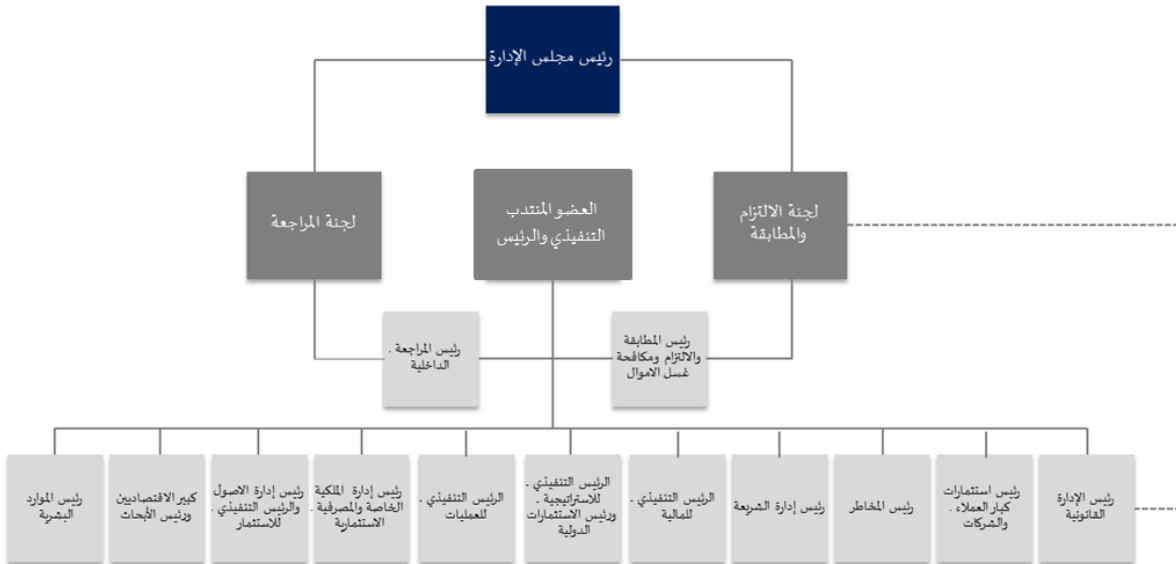 رئيس مجلس الإدارة
لجنة الالتزام
والمطابقة
العضو المنتدب
التنفيذي والرئيس
لجنة المراجعة
رئيس المطابقة
والالتزام ومكافحة
غسل الاموال
رئيس المراجعة .
الداخلية
رئيس الإدارة
القانونية
رئيس استثمارات
كبار العملاء .
والشركات
رئيس المخاطر
رئيس إدارة الشريعة
الرئيس التنفيذي .
للمالية
الرئيس التنفيذي .
للاستراتيجية .
ورئيس الاستثمارات
الدولية
الرئيس التنفيذي .
للعمليات
رئيس إدارة الملكية
الخاصة والمصرفية .
الاستثمارية
رئيس إدارة الاصول
والرئيس التنفيذي .
للاستثمار
كبير الاقتصاديين
ورئيس الأبحاث
رئيس الموارد
البشرية